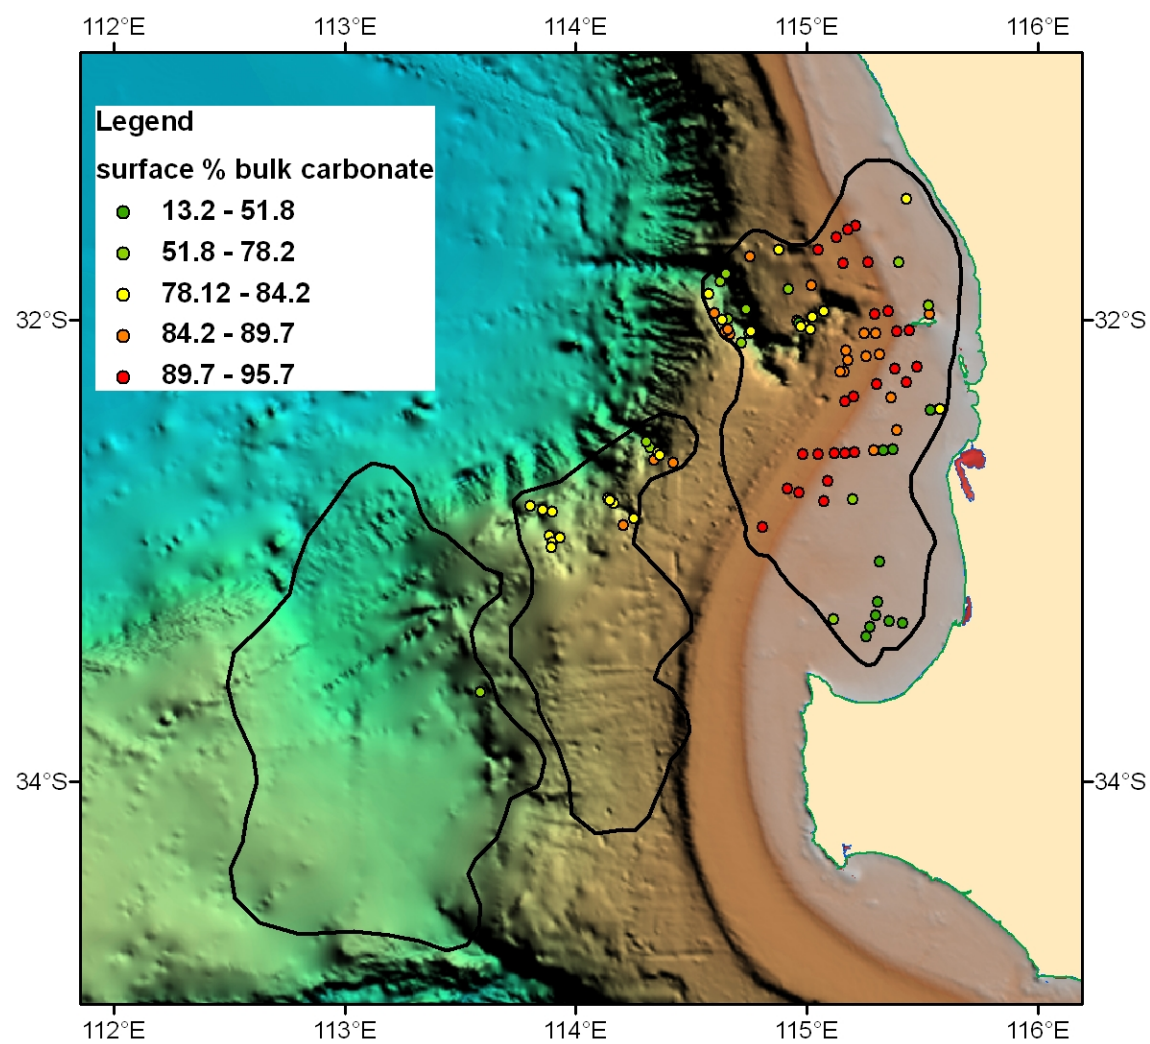 112°E 113°E 114°E 115°E 116°E
Legend
surface % bulk carbonate
13.2 - 51.8
51.8 - 78.2
78.12 - 84.2
84.2 - 89.7
89.7 - 95.7
32°S 32°S
34°S 34°S
112°E 113°E 114°E 115°E 116°E